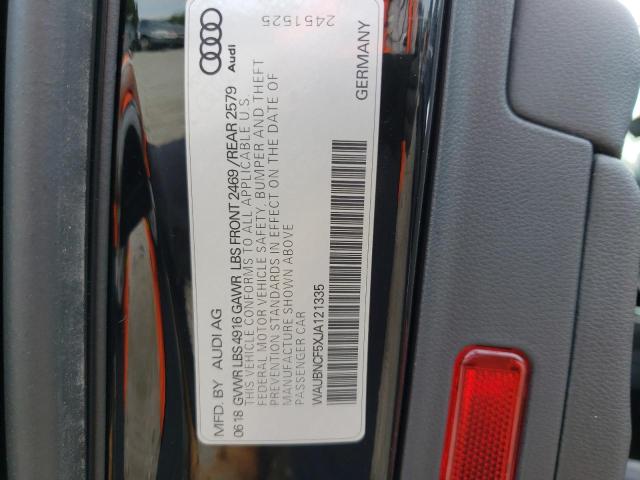 MFD. BY AUDI AG
06 18 GVWR LBS 4916 GAWR LBS FRONT 2469 /REAR 2579
THIS VEHICLE CONFORMS TO ALL APPLICABLE U.S.
FEDERAL MOTOR VEHICLE SAFETY, BUMPER AND THEFT
PREVENTION STANDARDS IN EFFECT ON THE DATE OF
MANUFACTURE SHOWN ABOVE
PASSENGER CAR
WAUBNCF5XJA121335
GERMANY
Audi
2451525